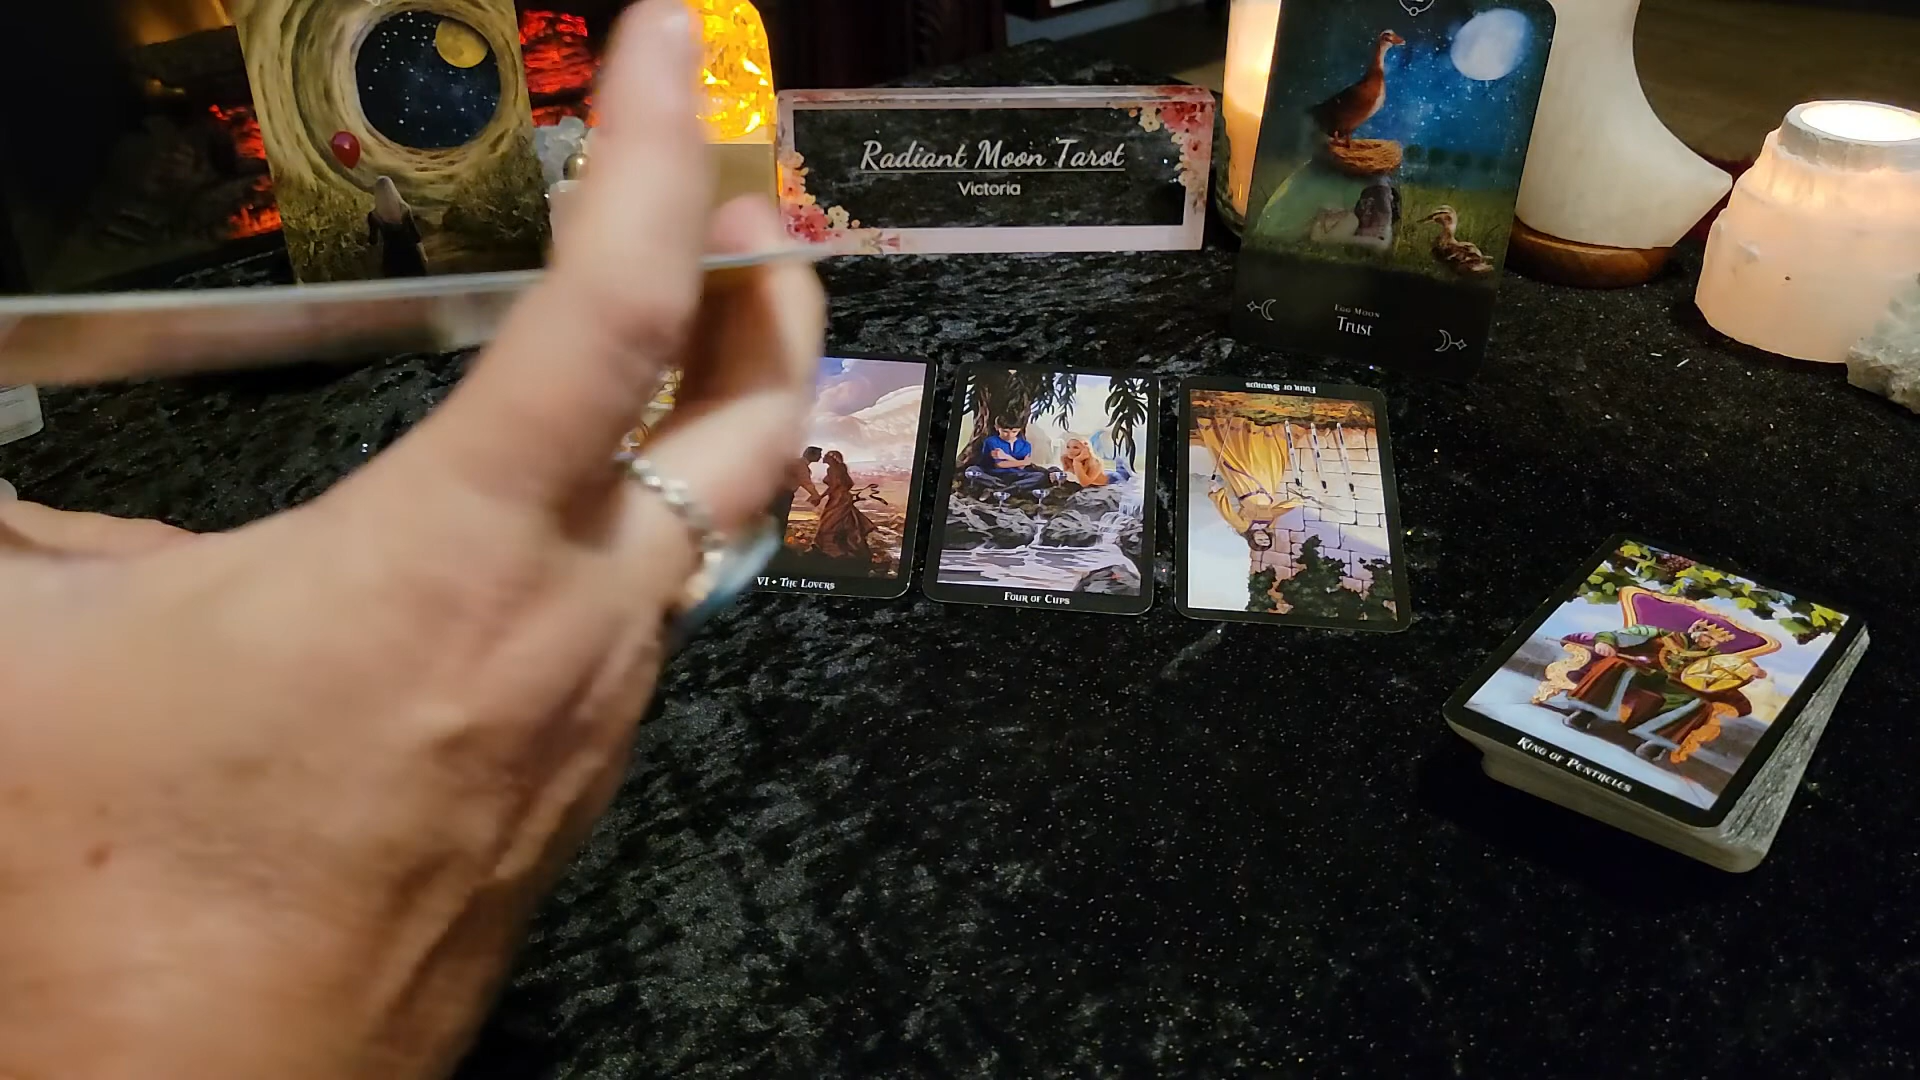 Radiant Moon Tarot
Victoria
Egg Moon
Trust
Four of Swords
VI • The Lovers
Four of Cups
King of Pentacles